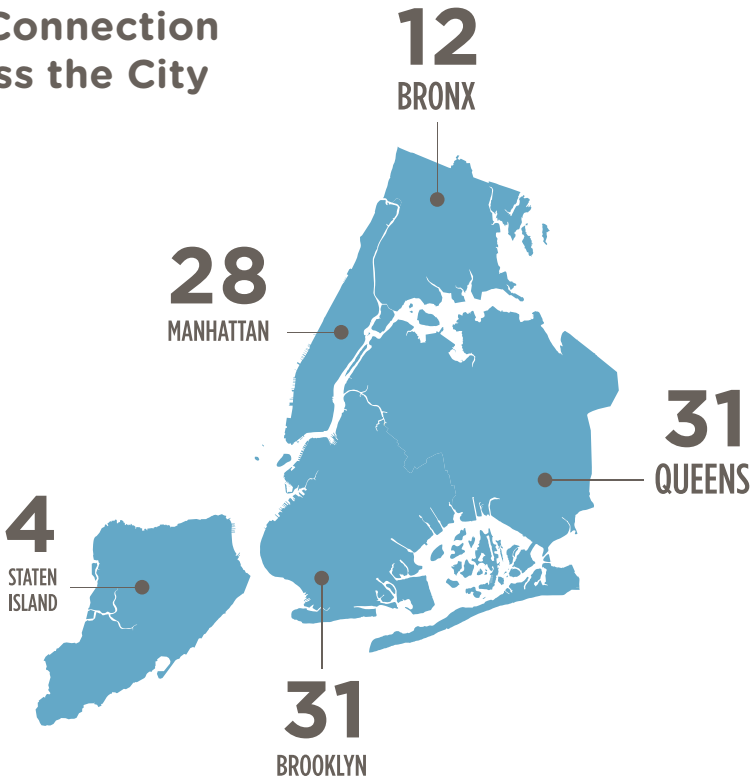 Connection
ss the City
12
BRONX
28
MANHATTAN
31
QUEENS
4
STATEN
ISLAND
31
BROOKLYN